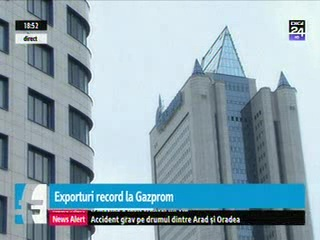 18:52
direct
DIGI 24
Exporturi record la Gazprom
News Alert
Accident grav pe drumul dintre Arad și Oradea